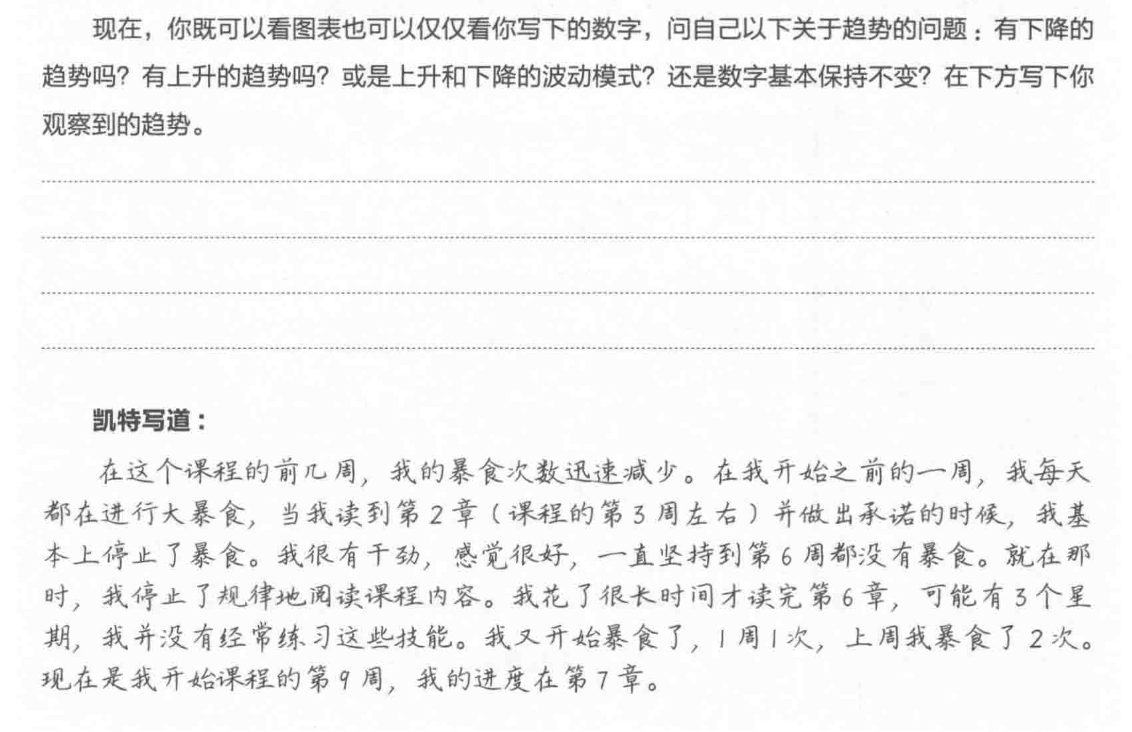 现在，你既可以看图表也可以仅仅看你写下的数字，问自己以下关于趋势的问题：有下降的
趋势吗？有上升的趋势吗？或是上升和下降的波动模式？还是数字基本保持不变？在下方写下你
观察到的趋势。
凯特写道：
在这个课程的前几周，我的暴食次数迅速减少。在我开始之前的一周，我每天
都在进行大暴食，当我读到第2章（课程的第3周左右）并做出承诺的时候，我基
本上停止了暴食。我很有干劲，感觉很好，一直坚持到第6周都没有暴食。就在那
时，我停止了规律地阅读课程内容。我花了很长时间才读完第6章，可能有3个星
期，我并没有经常练习这些技能。我又开始暴食了，1周1次，上周我暴食了2次。
现在是我开始课程的第9周，我的进度在第7章。